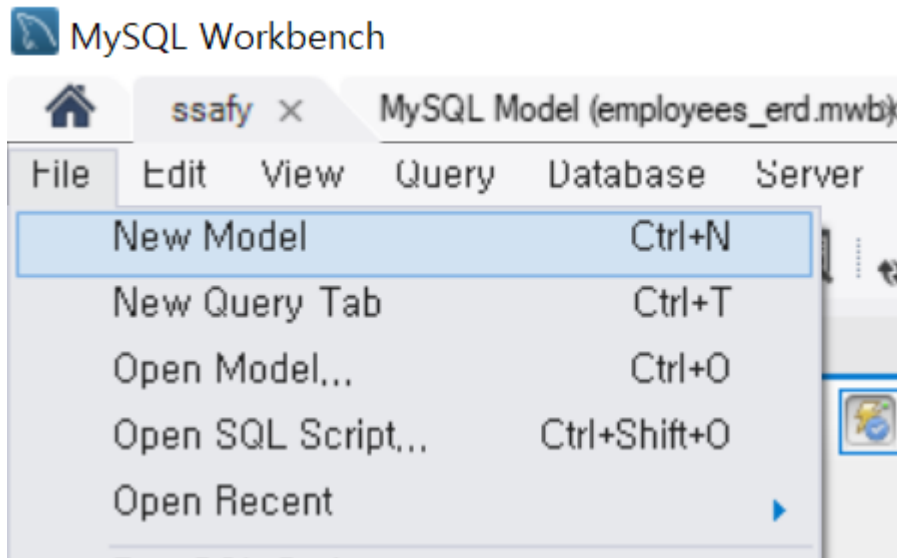 MySQL Workbench
ssafy × MySQL Model (employees_erd.mwb)
File Edit View Query Database Server
New Model Ctrl+N
New Query Tab Ctrl+T
Open Model... Ctrl+O
Open SQL Script... Ctrl+Shift+O
Open Recent